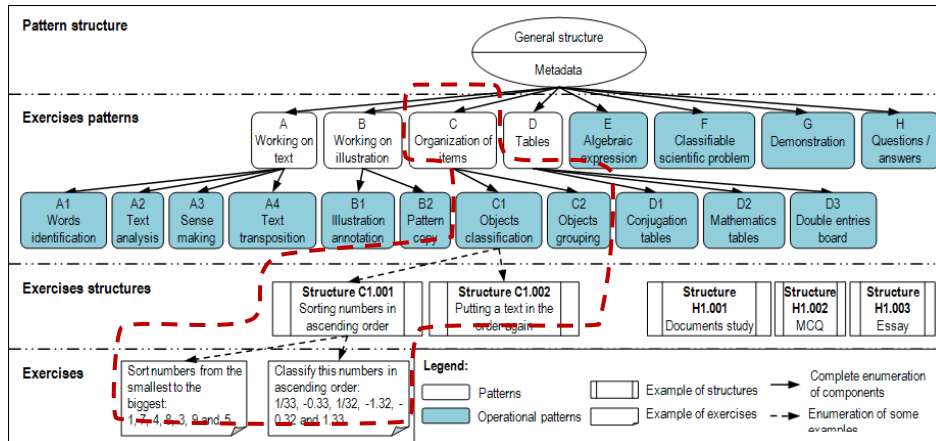 Pattern structure
General structure
Metadata
Exercises patterns
A
Working on
text
B
Working on
illustration
C
Organization of
items
D
Tables
E
Algebraic
expression
F
Classifiable
scientific problem
G
Demonstration
H
Questions /
answers
A1
Words
identification
A2
Text
analysis
A3
Sense
making
A4
Text
transposition
B1
Illustration
annotation
B2
Pattern
copy
C1
Objects
classification
C2
Objects
grouping
D1
Conjugation
tables
D2
Mathematics
tables
D3
Double entries
board
Exercises structures
Structure C1.001
Sorting numbers in
ascending order
Structure C1.002
Putting a text in the
order again
Structure
H1.001
Documents study
Structure
H1.002
MCQ
Structure
H1.003
Essay
Exercises
Sort numbers from the
smallest to the
biggest:
1, 7, 4, 8, 3, 9 and 5
Classify this numbers in
ascending order:
1/33, -0.33, 1/32, -1.32, -
0.32 and 1.33
Legend:
Patterns
Operational patterns
Example of structures
Example of exercises
Complete enumeration
of components
Enumeration of some
examples